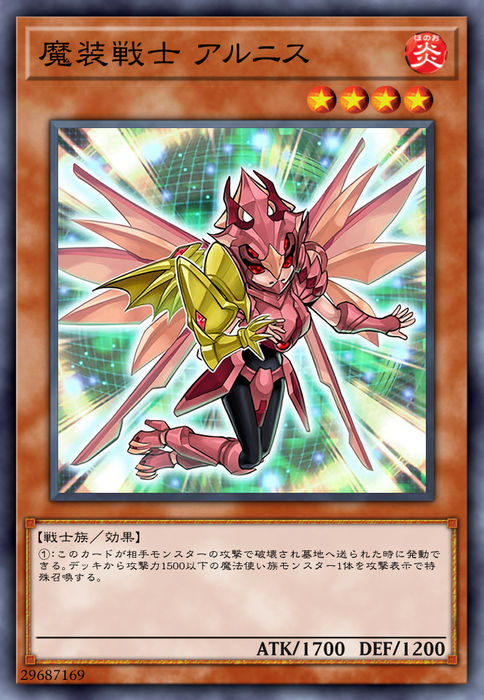 魔装戦士 アルニス
ほのお
炎
【戦士族／効果】
①：このカードが相手モンスターの攻撃で破壊され墓地へ送られた時に発動で
きる。デッキから攻撃力1500以下の魔法使い族モンスター1体を攻撃表示で特
殊召喚する。
ATK/1700 DEF/1200
29687169